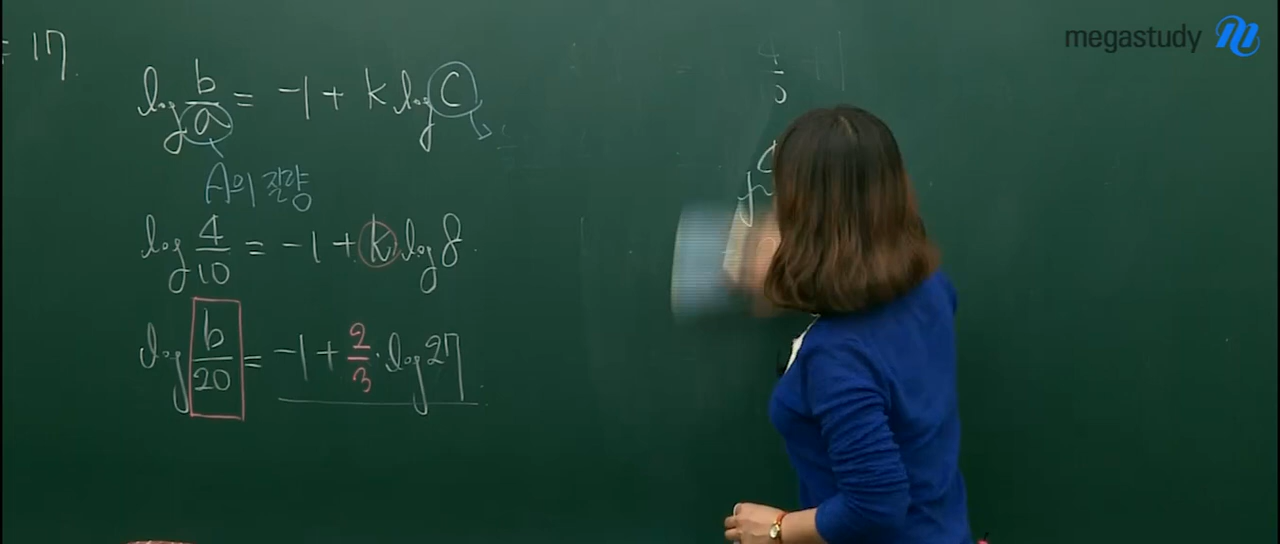 = 17
megastudy
log b/a = -1 + k log c
A의 질량
log 4/10 = -1 + k log 8
log b/20 = -1 + 2/3 · log 27